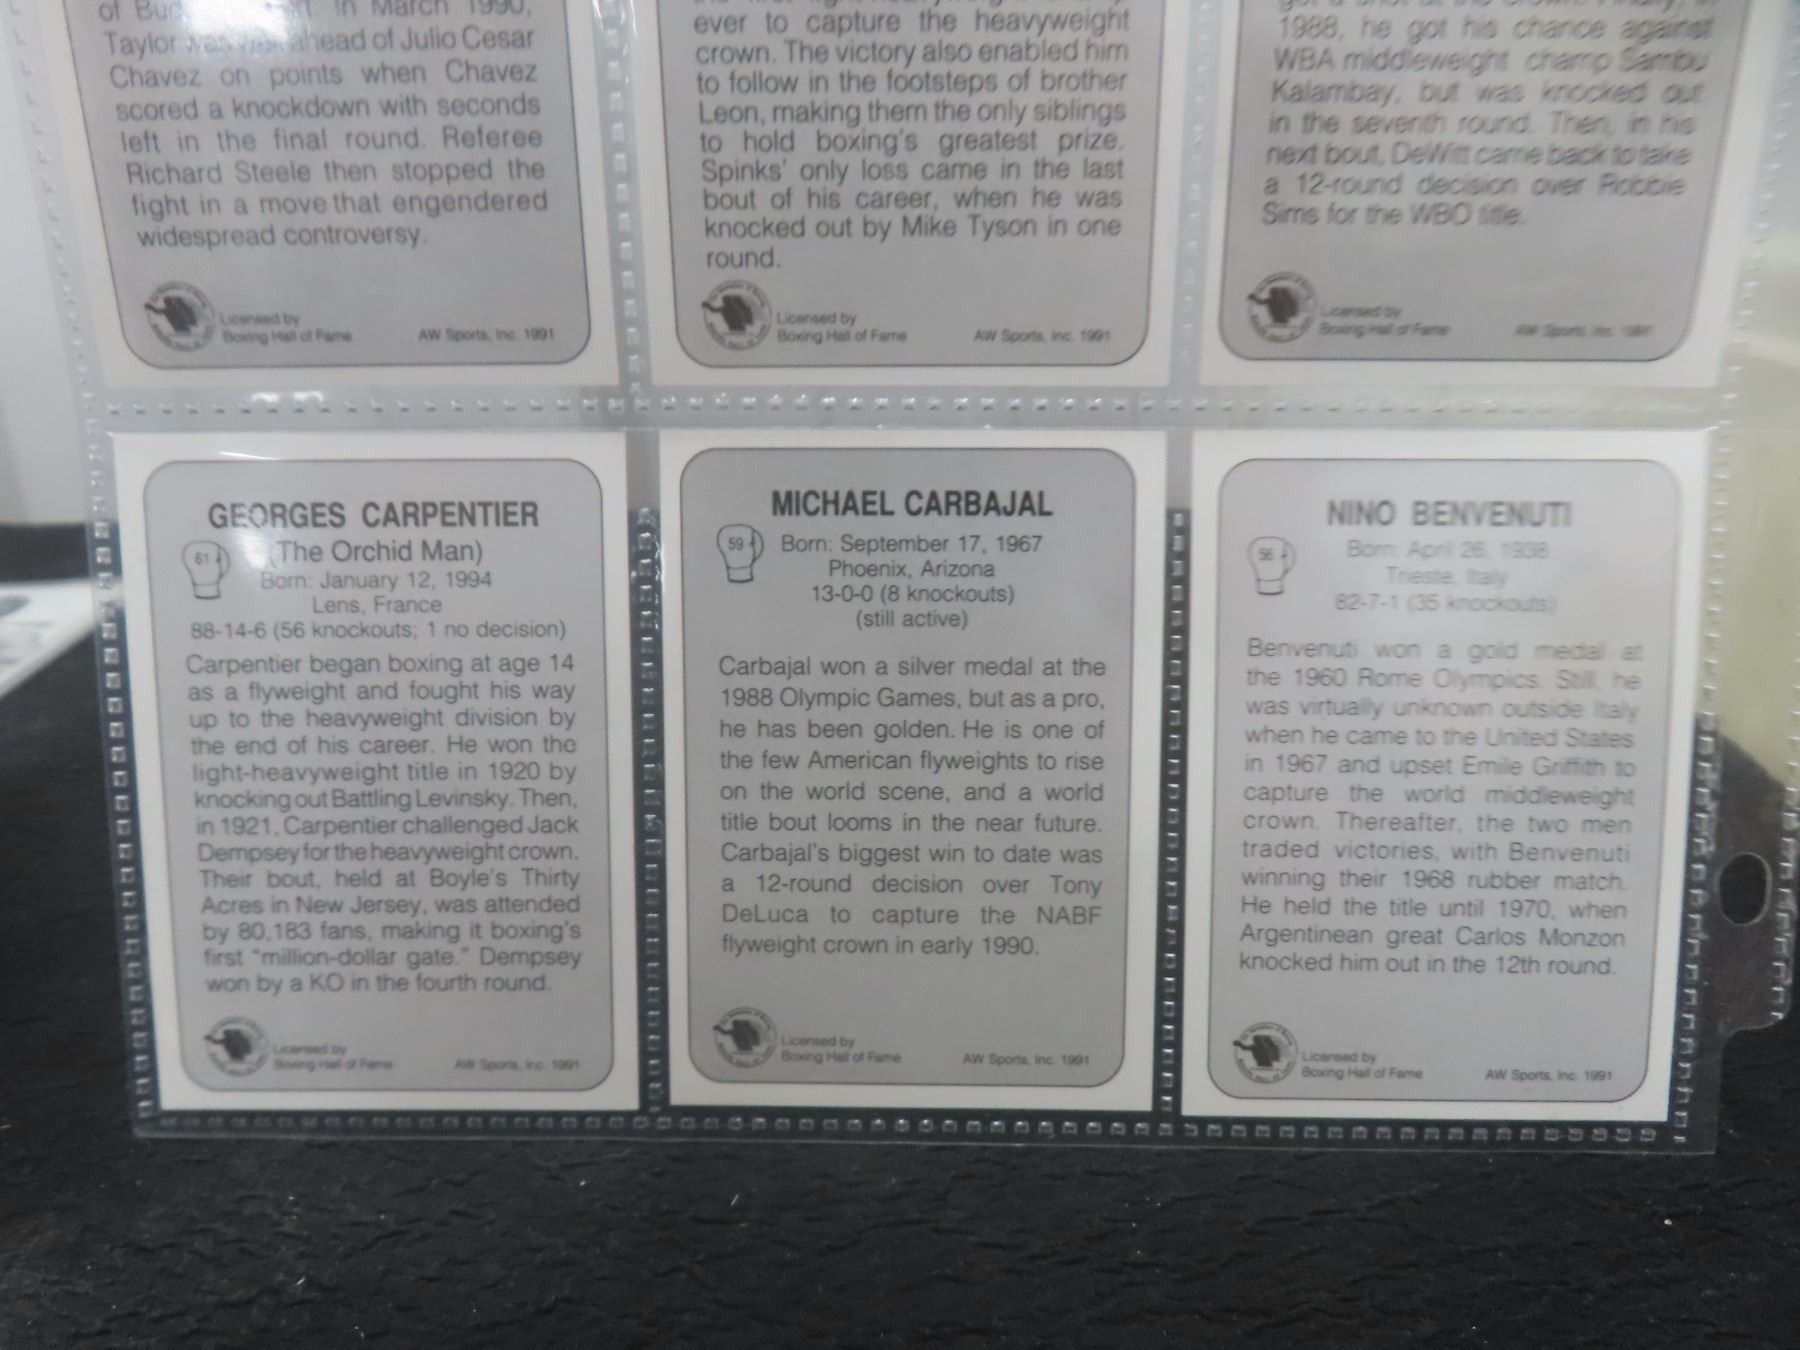 of
In March 1990,
Taylor ahead of Julio Cesar
Chavez on points when Chavez
scored a knockdown with seconds
left in the final round. Referee
Richard Steele then stopped the
fight in a move that engendered
widespread controversy.
Licensed by
Boxing Hall of Fame
AW Sports, Inc. 1991
ever to capture the heavyweight
crown. The victory also enabled him
to follow in the footsteps of brother
Leon, making them the only siblings
to hold boxing's greatest prize.
Spinks' only loss came in the last
bout of his career, when he was
knocked out by Mike Tyson in one
round.
Licensed by
Boxing Hall of Fame
AW Sports, Inc. 1991
1988, he got his chance against
WBA middleweight champ Sambu
Kalambay, but was knocked out
in the seventh round. Then, in his
next bout, DeWitt came back to take
a 12-round decision over Robbie
Sims for the WBO title.
Licensed by
Boxing Hall of Fame
AW Sports, Inc. 1991
GEORGES CARPENTIER
61
(The Orchid Man)
Born: January 12, 1994
Lens, France
88-14-6 (56 knockouts; 1 no decision)
Carpentier began boxing at age 14
as a flyweight and fought his way
up to the heavyweight division by
the end of his career. He won the
light-heavyweight title in 1920 by
knocking out Battling Levinsky. Then,
in 1921, Carpentier challenged Jack
Dempsey for the heavyweight crown.
Their bout, held at Boyle's Thirty
Acres in New Jersey, was attended
by 80,183 fans, making it boxing's
first "million-dollar gate." Dempsey
won by a KO in the fourth round.
Licensed by
Boxing Hall of Fame
AW Sports, Inc. 1991
MICHAEL CARBAJAL
59
Born: September 17, 1967
Phoenix, Arizona
13-0-0 (8 knockouts)
(still active)
Carbajal won a silver medal at the
1988 Olympic Games, but as a pro,
he has been golden. He is one of
the few American flyweights to rise
on the world scene, and a world
title bout looms in the near future.
Carbajal's biggest win to date was
a 12-round decision over Tony
DeLuca to capture the NABF
flyweight crown in early 1990.
Licensed by
Boxing Hall of Fame
AW Sports, Inc. 1991
NINO BENVENUTI
56
Born: April 26, 1938
Trieste, Italy
82-7-1 (35 knockouts)
Benvenuti won a gold medal at
the 1960 Rome Olympics. Still, he
was virtually unknown outside Italy
when he came to the United States
in 1967 and upset Emile Griffith to
capture the world middleweight
crown. Thereafter, the two men
traded victories, with Benvenuti
winning their 1968 rubber match.
He held the title until 1970, when
Argentinean great Carlos Monzon
knocked him out in the 12th round.
Licensed by
Boxing Hall of Fame
AW Sports, Inc. 1991